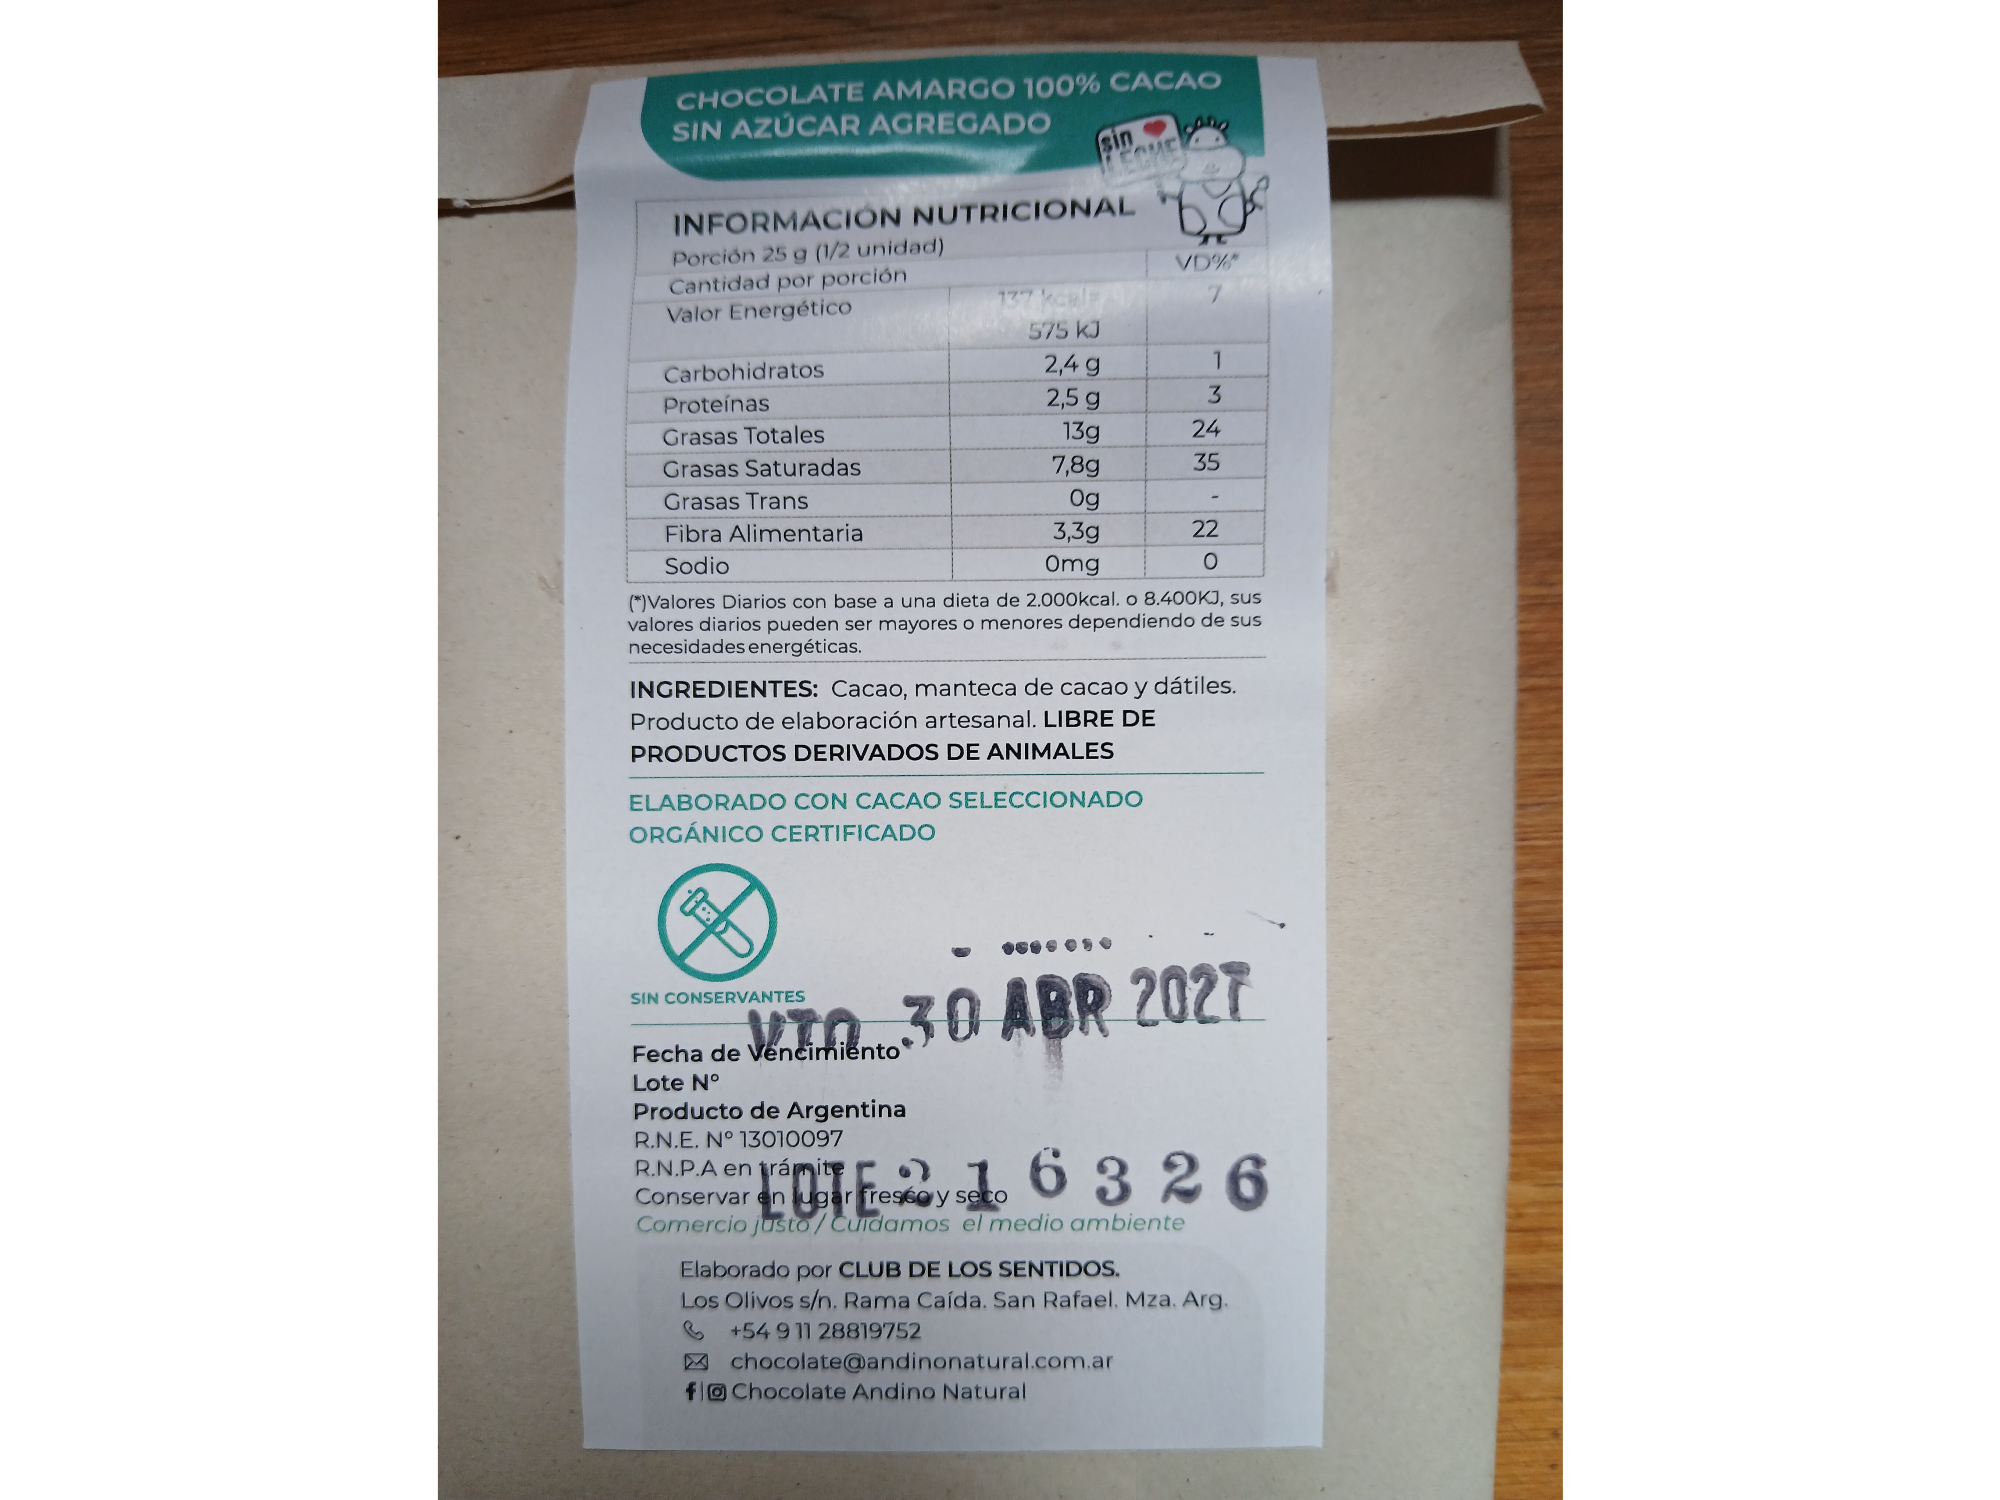 CHOCOLATE AMARGO 100% CACAO
SIN AZÚCAR AGREGADO
sin
LECHE
INFORMACIÓN NUTRICIONAL
Porción 25 g (1/2 unidad)
Cantidad por porción VD%*
Valor Energético 137 kcal= 7
575 kJ
Carbohidratos 2,4 g 1
Proteínas 2,5 g 3
Grasas Totales 13g 24
Grasas Saturadas 7,8g 35
Grasas Trans 0g -
Fibra Alimentaria 3,3g 22
Sodio 0mg 0
(*)Valores Diarios con base a una dieta de 2.000kcal. o 8.400KJ, sus
valores diarios pueden ser mayores o menores dependiendo de sus
necesidades energéticas.
INGREDIENTES: Cacao, manteca de cacao y dátiles.
Producto de elaboración artesanal. LIBRE DE
PRODUCTOS DERIVADOS DE ANIMALES
ELABORADO CON CACAO SELECCIONADO
ORGÁNICO CERTIFICADO
SIN CONSERVANTES
VTO. 30 ABR 2027
Fecha de Vencimiento
Lote Nº
Producto de Argentina
R.N.E. Nº 13010097
R.N.P.A en trámite
LOTE 216326
Conservar en lugar fresco y seco
Comercio justo / Cuidamos el medio ambiente
Elaborado por CLUB DE LOS SENTIDOS.
Los Olivos s/n. Rama Caída. San Rafael. Mza. Arg.
+54 9 11 28819752
chocolate@andinonatural.com.ar
Chocolate Andino Natural